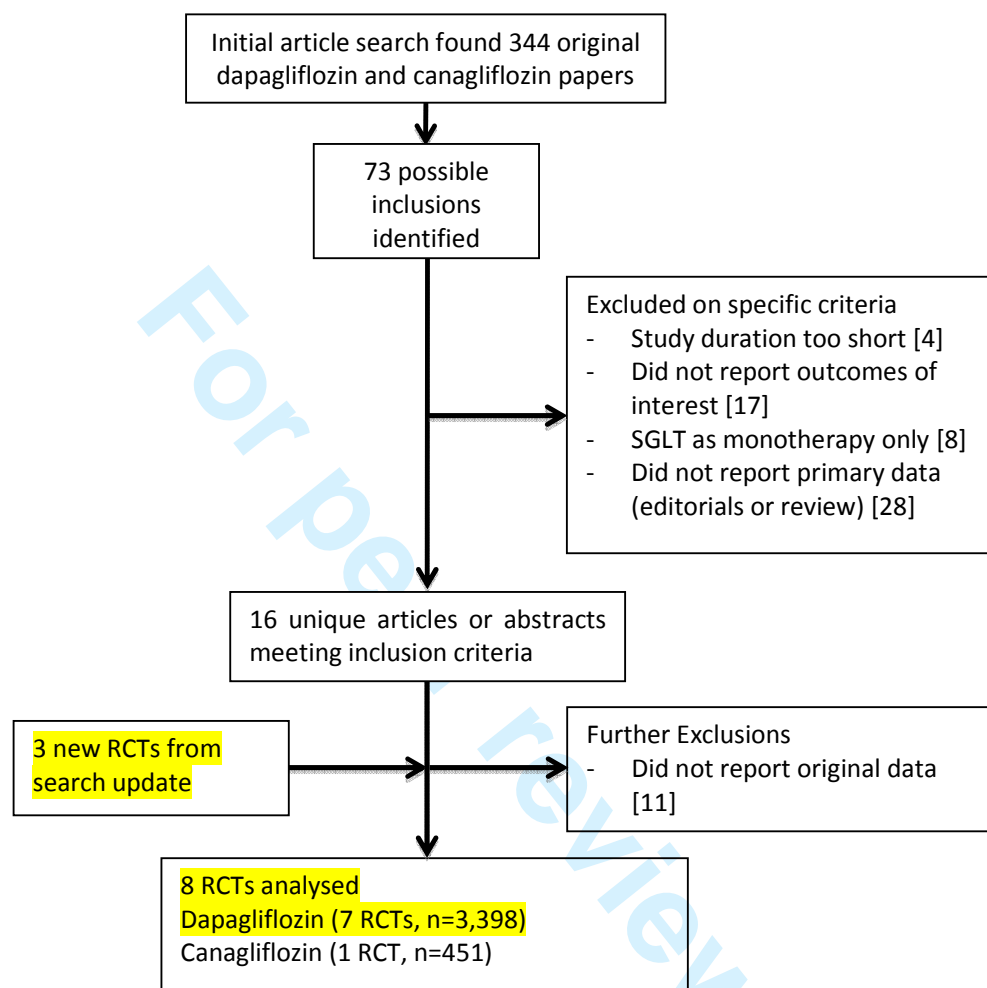 Initial article search found 344 original
dapagliflozin and canagliflozin papers
73 possible
inclusions
identified
Excluded on specific criteria
- Study duration too short [4]
- Did not report outcomes of
interest [17]
- SGLT as monotherapy only [8]
- Did not report primary data
(editorials or review) [28]
16 unique articles or abstracts
meeting inclusion criteria
3 new RCTs from
search update
Further Exclusions
- Did not report original data
[11]
8 RCTs analysed
Dapagliflozin (7 RCTs, n=3,398)
Canagliflozin (1 RCT, n=451)
For peer review